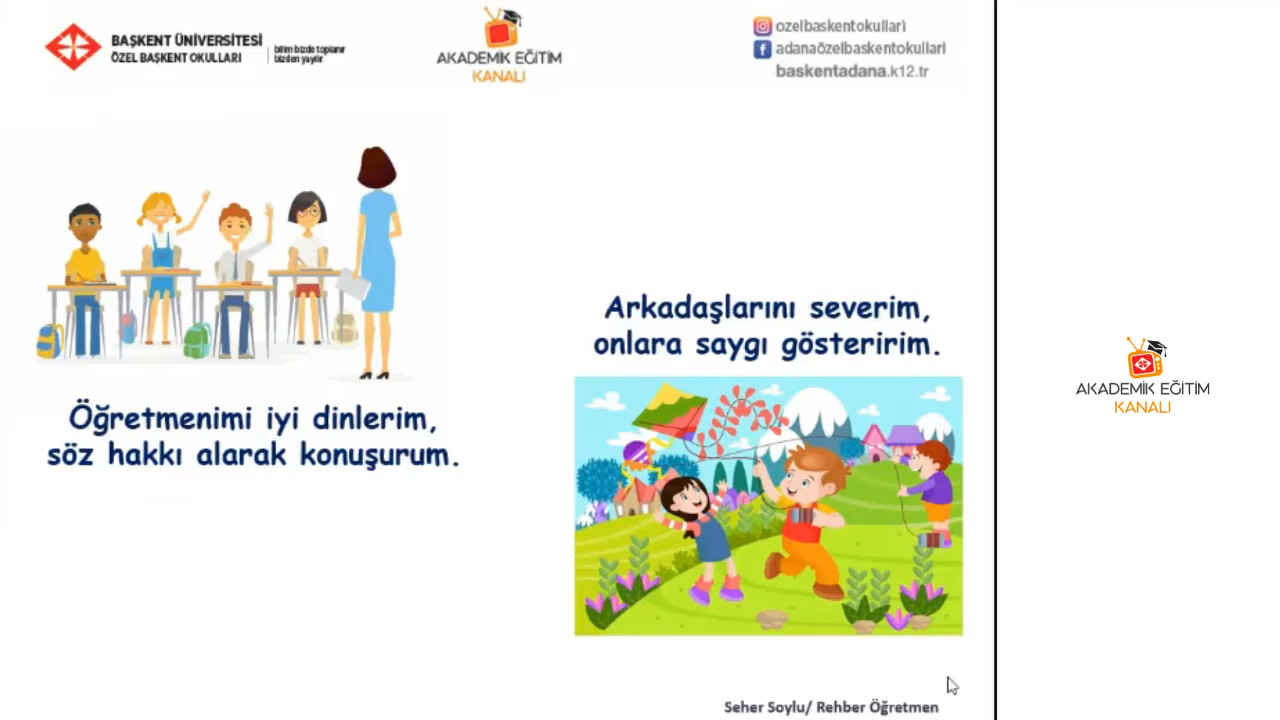 BAŞKENT ÜNİVERSİTESİ
ÖZEL BAŞKENT OKULLARI
bilim bizde toplanır
bizden yayılır
AKADEMİK EĞİTİM
KANALI
ozelbaskentokullari
adanaözelbaskentokullari
baskentadana.k12.tr
Öğretmenimi iyi dinlerim,
söz hakkı alarak konuşurum.
Arkadaşlarını severim,
onlara saygı gösteririm.
AKADEMİK EĞİTİM
KANALI
Seher Soylu/ Rehber Öğretmen